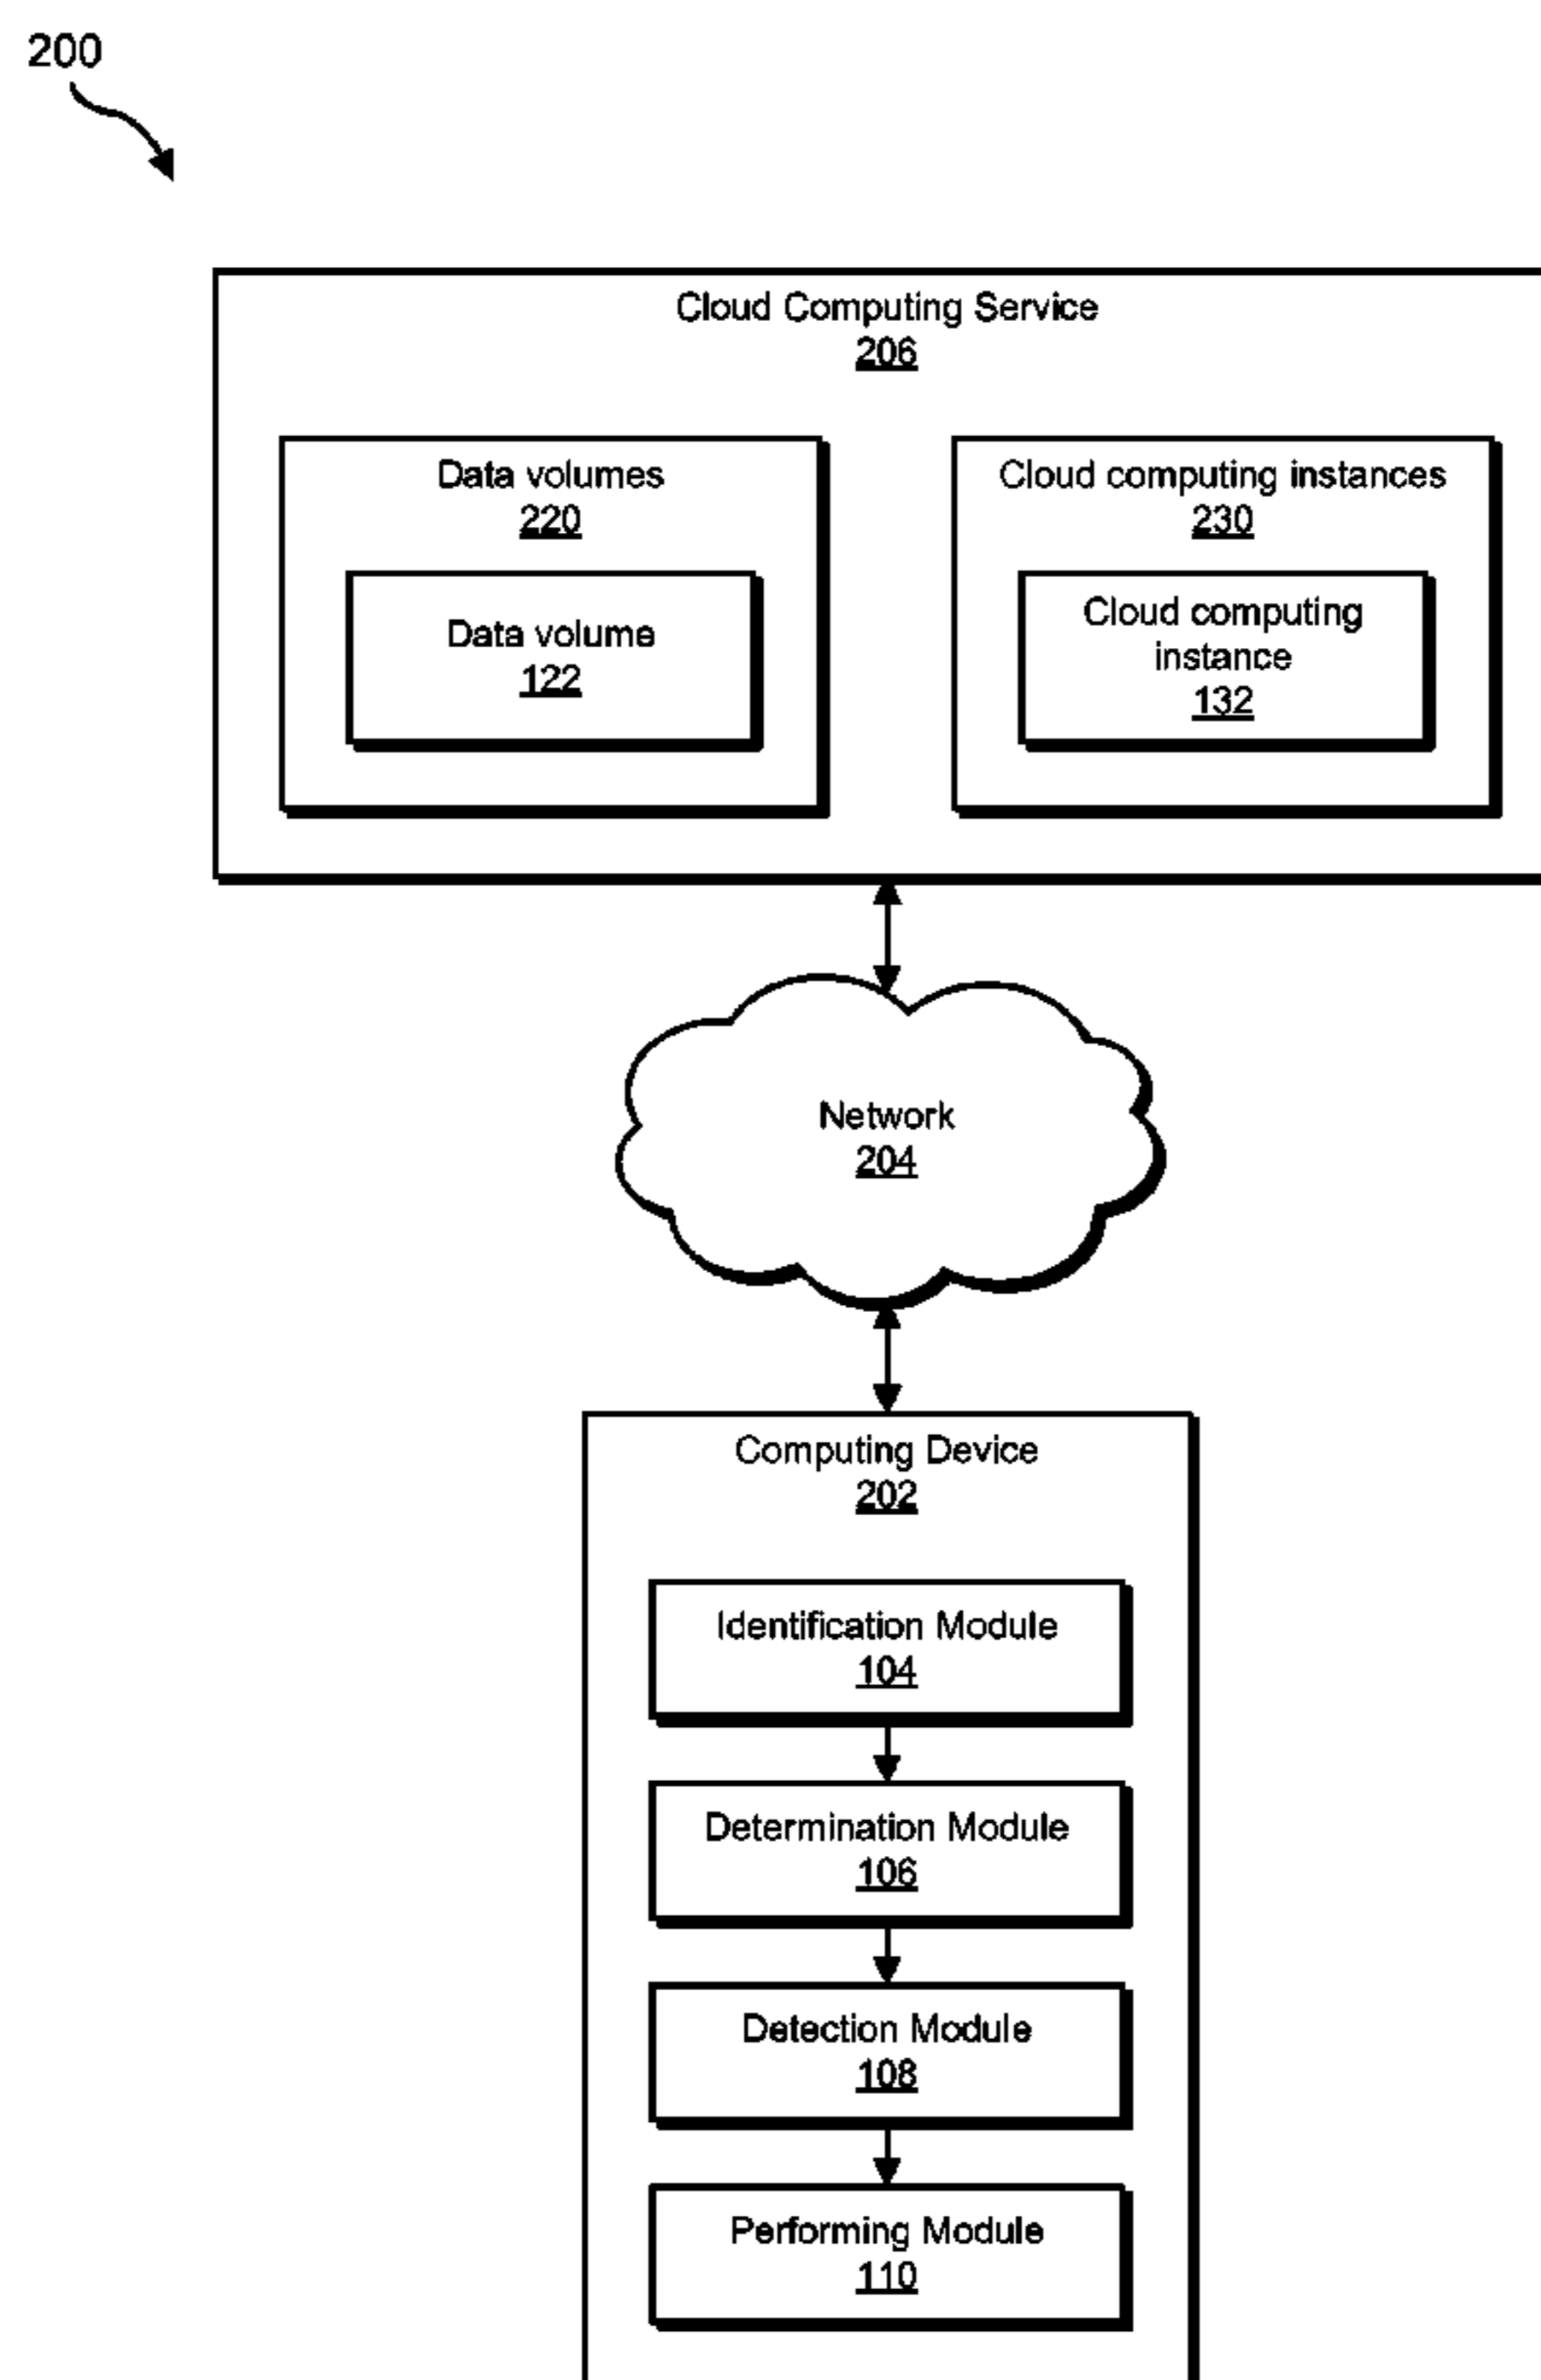 200
Cloud Computing Service
206
Data volumes
220
Data volume
122
Cloud computing instances
230
Cloud computing
instance
132
Network
204
Computing Device
202
Identification Module
104
Determination Module
106
Detection Module
108
Performing Module
110